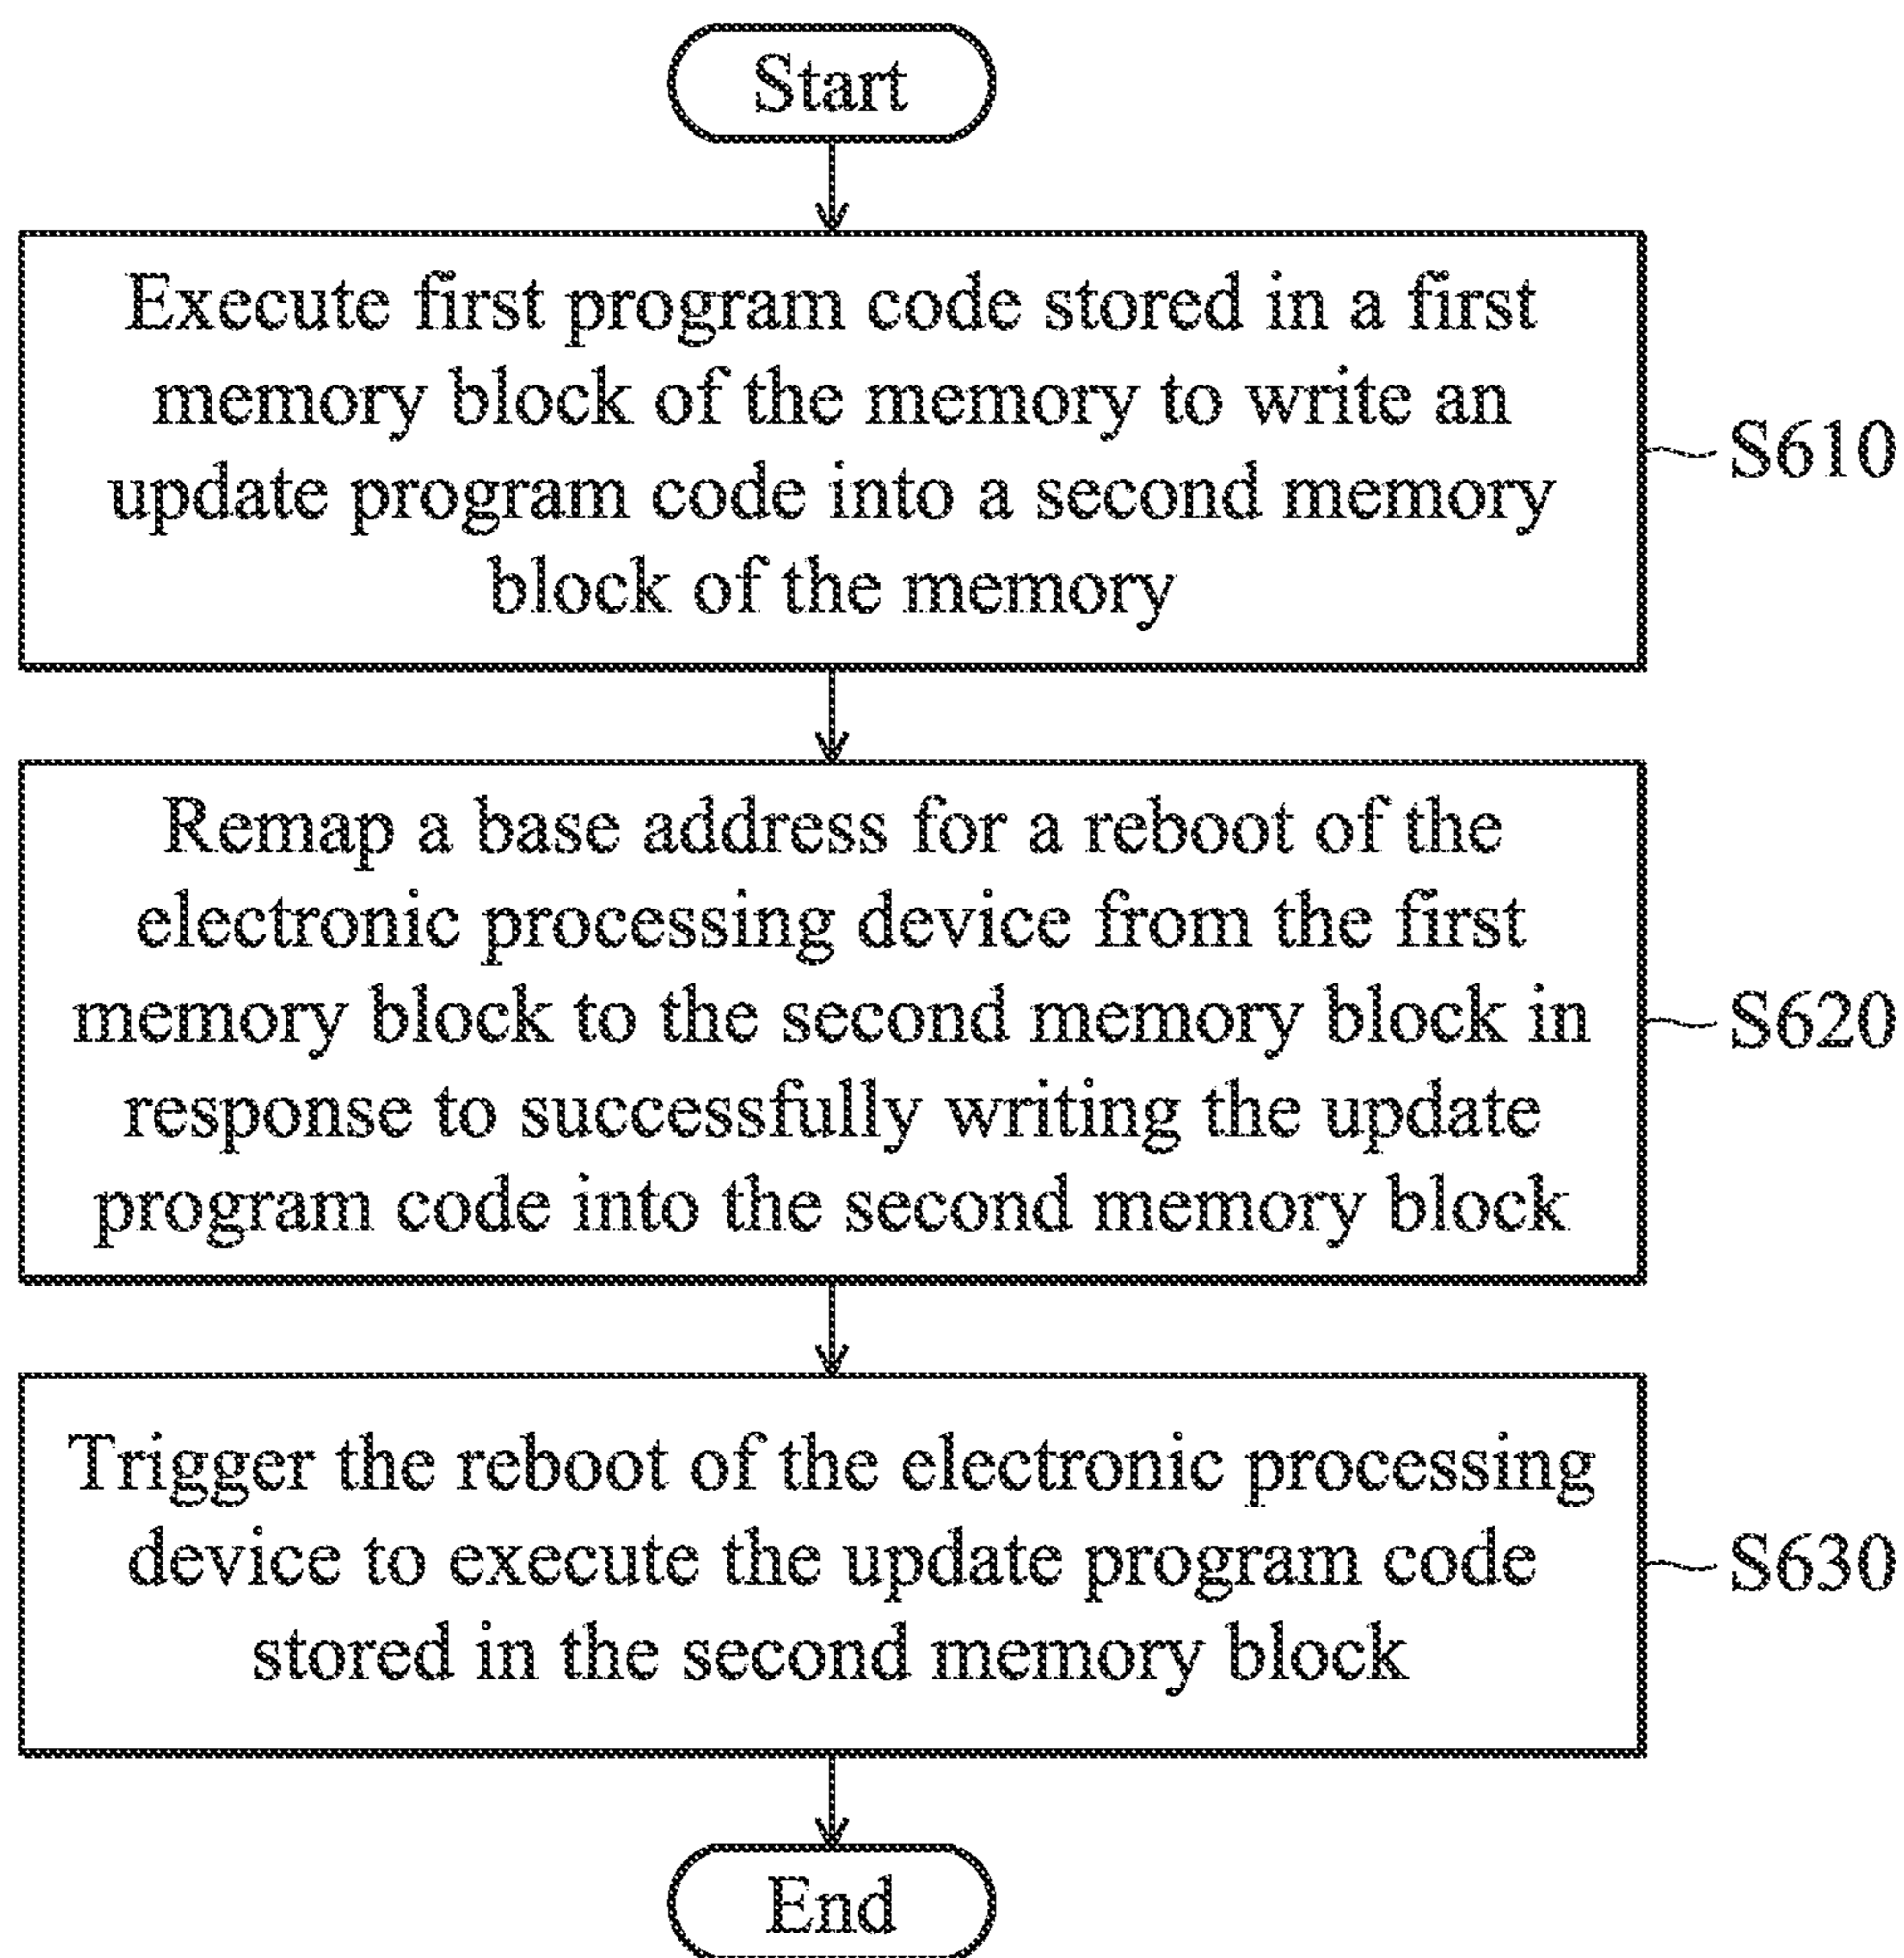 Start
Execute first program code stored in a first
memory block of the memory to write an
update program code into a second memory
block of the memory
S610
Remap a base address for a reboot of the
electronic processing device from the first
memory block to the second memory block in
response to successfully writing the update
program code into the second memory block
S620
Trigger the reboot of the electronic processing
device to execute the update program code
stored in the second memory block
S630
End